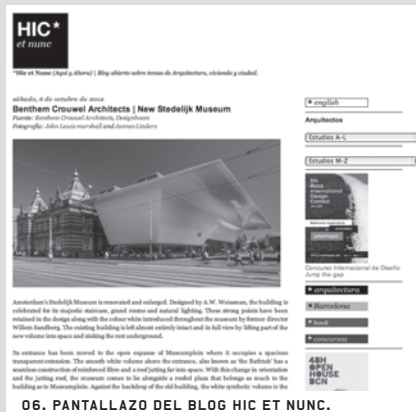 HIC*
et nunc
*Hic et Nunc (Aquí y Ahora) | Blog abierto sobre temas de Arquitectura, vivienda y ciudad.
sábado, 6 de octubre de 2012
Benthem Crouwel Architects | New Stedelijk Museum
Fuente: Benthem Crouwel Architects, Designboom
Fotografía: John Lewis marshall and Jannes Linders
Amsterdam's Stedelijk Museum is renovated and enlarged. Designed by A.W. Weissman, the building is
celebrated for its majestic staircase, grand rooms and natural lighting. These strong points have been
retained in the design along with the colour white introduced throughout the museum by former director
Willem Sandberg. The existing building is left almost entirely intact and in full view by lifting part of the
new volume into space and sinking the rest underground.
Its entrance has been moved to the open expanse of Museumplein where it occupies a spacious
transparent extension. The smooth white volume above the entrance, also known as 'the Bathtub' has a
seamless construction of reinforced fibre and a roof jutting far into space. With this change in orientation
and the jutting roof, the museum comes to lie alongside a roofed plaza that belongs as much to the
building as to Museumplein. Against the backdrop of the old building, the white synthetic volume is the
* english
Arquitectos
Estudios A-L
Estudios M-Z
International
Design
Contest
Concurso Internacional de Diseño
Jump the gap
* arquitectura
* Barcelona
* book
* concursos
48H
OPEN
HOUSE
BCN
06. PANTALLAZO DEL BLOG HIC ET NUNC.